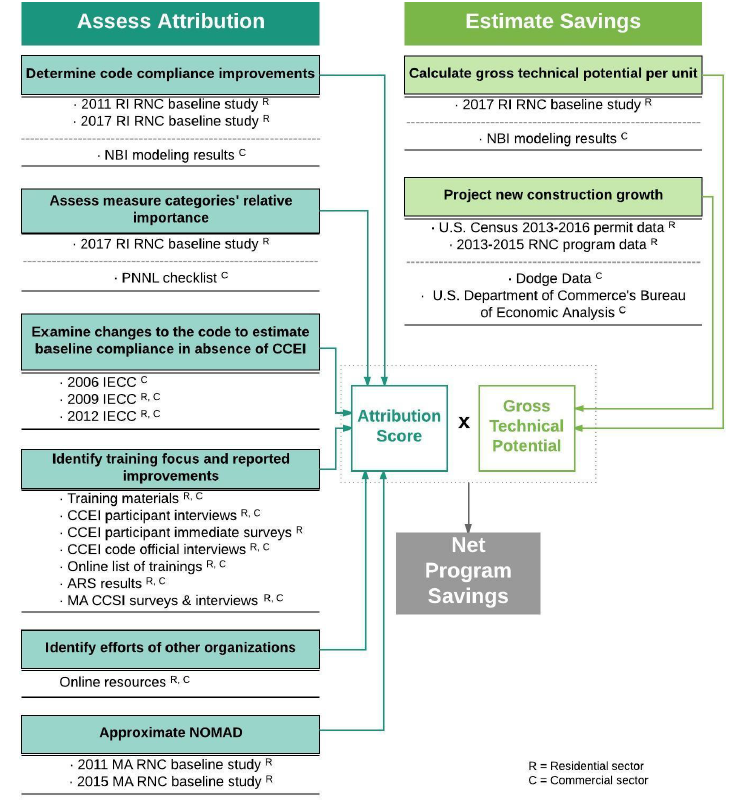 Assess Attribution
Determine code compliance improvements
· 2011 RI RNC baseline study R
· 2017 RI RNC baseline study R
· NBI modeling results C
Assess measure categories' relative
importance
· 2017 RI RNC baseline study R
· PNNL checklist C
Examine changes to the code to estimate
baseline compliance in absence of CCEI
· 2006 IECC C
· 2009 IECC R, C
· 2012 IECC R, C
Identify training focus and reported
improvements
· Training materials R, C
· CCEI participant interviews R, C
· CCEI participant immediate surveys R
· CCEI code official interviews R, C
· Online list of trainings R, C
· ARS results R, C
· MA CCSI surveys & interviews R, C
Identify efforts of other organizations
Online resources R, C
Approximate NOMAD
· 2011 MA RNC baseline study R
· 2015 MA RNC baseline study R
Estimate Savings
Calculate gross technical potential per unit
· 2017 RI RNC baseline study R
· NBI modeling results C
Project new construction growth
· U.S. Census 2013-2016 permit data R
· 2013-2015 RNC program data R
· Dodge Data C
· U.S. Department of Commerce's Bureau
of Economic Analysis C
Attribution
Score
x
Gross
Technical
Potential
Net
Program
Savings
R = Residential sector
C = Commercial sector